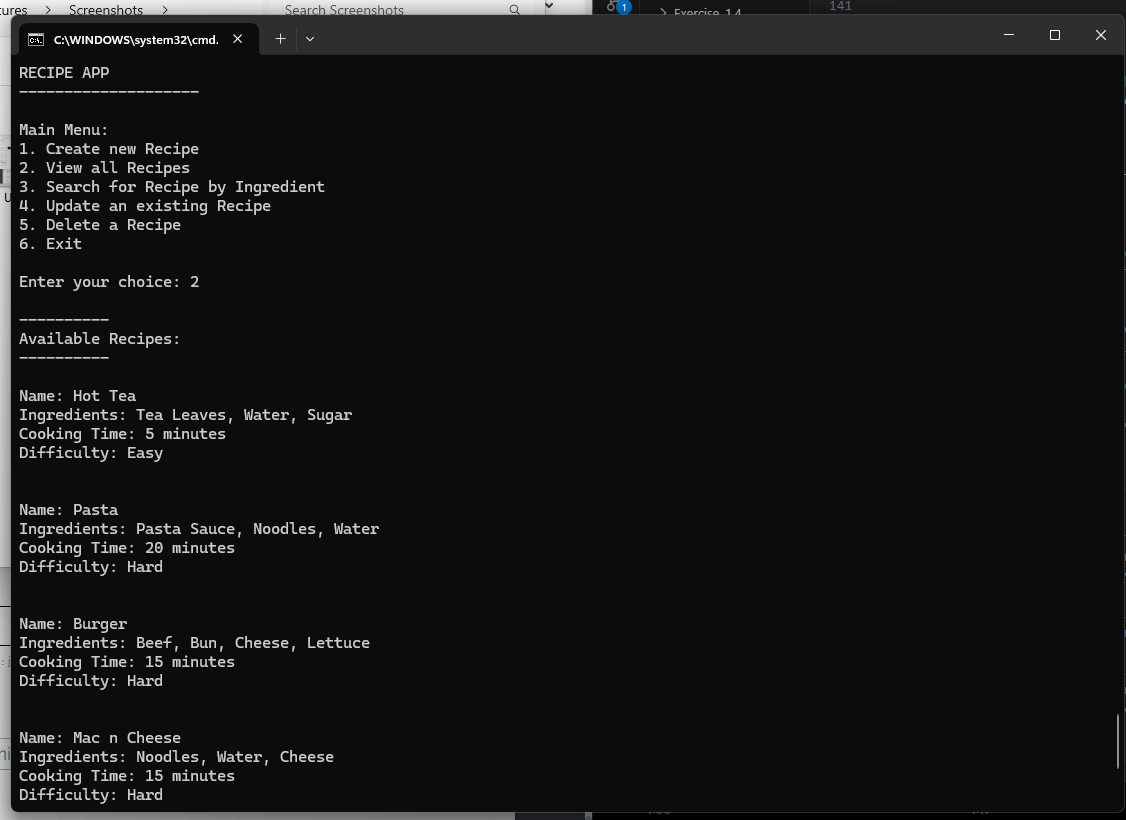 Screenshots
Search Screenshots
1
Exercise 1.4
141
C:\WINDOWS\system32\cmd.
RECIPE APP
--------------------
Main Menu:
1. Create new Recipe
2. View all Recipes
3. Search for Recipe by Ingredient
4. Update an existing Recipe
5. Delete a Recipe
6. Exit
Enter your choice: 2
----------
Available Recipes:
----------
Name: Hot Tea
Ingredients: Tea Leaves, Water, Sugar
Cooking Time: 5 minutes
Difficulty: Easy
Name: Pasta
Ingredients: Pasta Sauce, Noodles, Water
Cooking Time: 20 minutes
Difficulty: Hard
Name: Burger
Ingredients: Beef, Bun, Cheese, Lettuce
Cooking Time: 15 minutes
Difficulty: Hard
Name: Mac n Cheese
Ingredients: Noodles, Water, Cheese
Cooking Time: 15 minutes
Difficulty: Hard